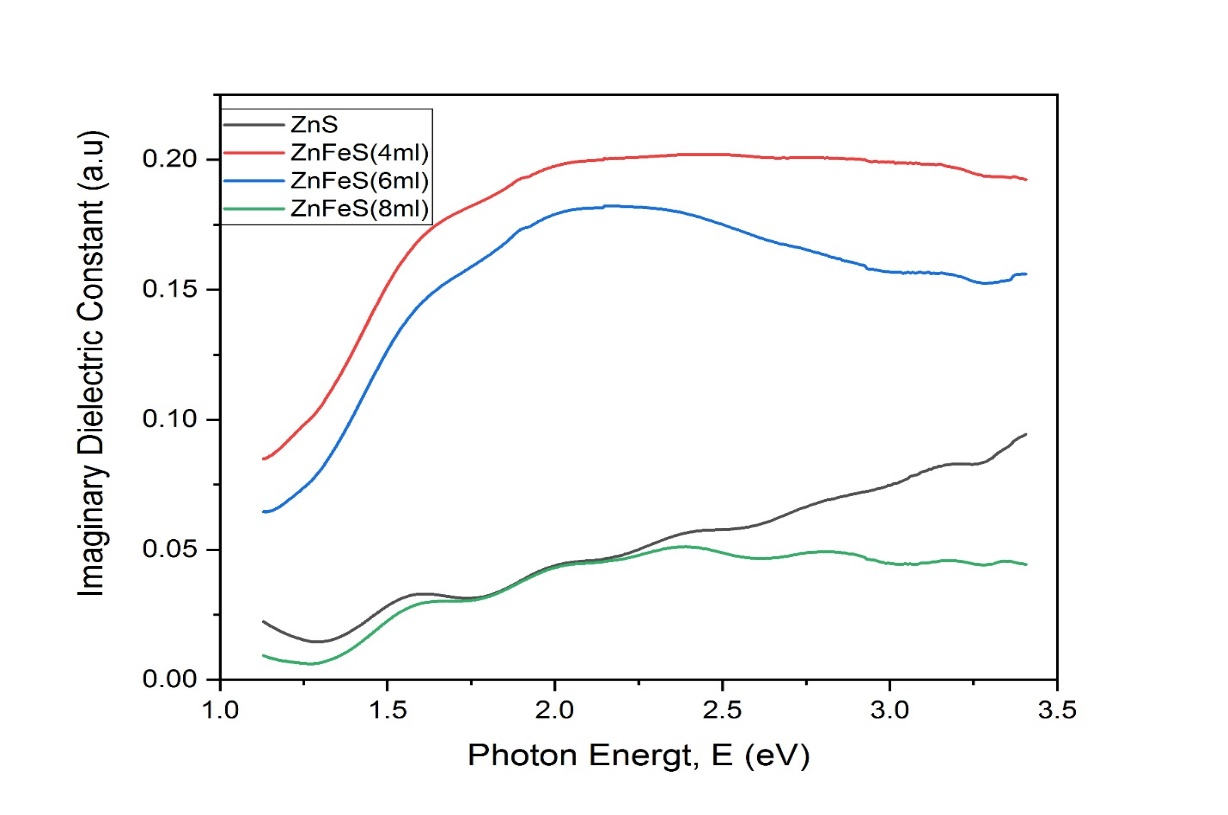 ZnS
ZnFeS(4ml)
ZnFeS(6ml)
ZnFeS(8ml)
Imaginary Dielectric Constant (a.u)
0.20
0.15
0.10
0.05
0.00
1.0 1.5 2.0 2.5 3.0 3.5
Photon Energt, E (eV)